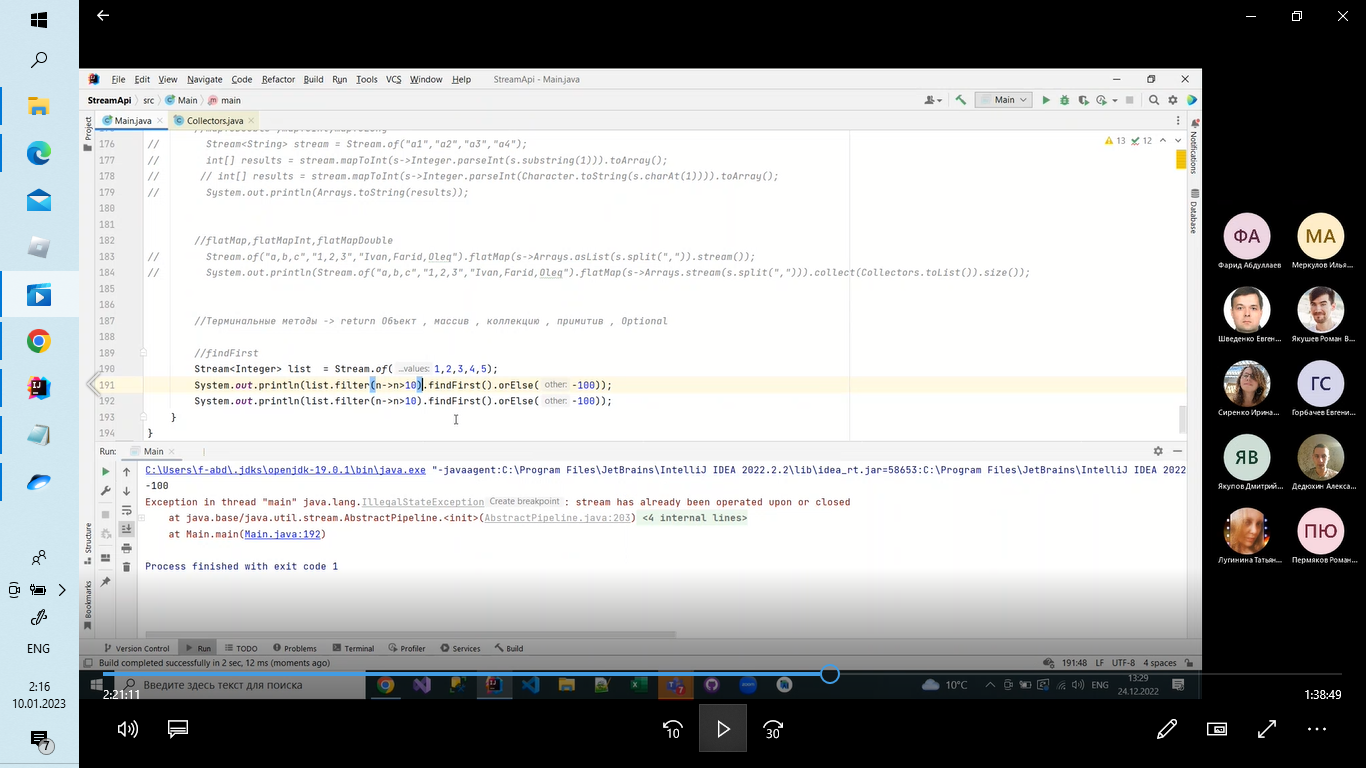 File Edit View Navigate Code Refactor Build Run Tools VCS Window Help StreamApi - Main.java
StreamApi src Main main
Main
Main.java Collectors.java
Project
13 12
176 // Stream<String> stream = Stream.of("a1","a2","a3","a4");
177 // int[] results = stream.mapToInt(s->Integer.parseInt(s.substring(1))).toArray();
178 // // int[] results = stream.mapToInt(s->Integer.parseInt(Character.toString(s.charAt(1)))).toArray();
179 // System.out.println(Arrays.toString(results));
180
181
182 //flatMap,flatMapInt,flatMapDouble
183 // Stream.of("a,b,c","1,2,3","Ivan,Farid,Oleq").flatMap(s->Arrays.asList(s.split(",")).stream());
184 // System.out.println(Stream.of("a,b,c","1,2,3","Ivan,Farid,Oleq").flatMap(s->Arrays.stream(s.split(","))).collect(Collectors.toList()).size());
185
186
187 //Терминальные методы -> return Объект , массив , коллекцию , примитив , Optional
188
189 //findFirst
190 Stream<Integer> list = Stream.of( ...values: 1,2,3,4,5);
191 System.out.println(list.filter(n->n>10).findFirst().orElse( other: -100));
192 System.out.println(list.filter(n->n>10).findFirst().orElse( other: -100));
193 }
194 }
Notifications
Database
Run: Main
C:\Users\f-abd\.jdks\openjdk-19.0.1\bin\java.exe "-javaagent:C:\Program Files\JetBrains\IntelliJ IDEA 2022.2.2\lib\idea_rt.jar=58653:C:\Program Files\JetBrains\IntelliJ IDEA 2022
-100
Exception in thread "main" java.lang.IllegalStateException Create breakpoint : stream has already been operated upon or closed
at java.base/java.util.stream.AbstractPipeline.<init>(AbstractPipeline.java:203) <4 internal lines>
at Main.main(Main.java:192)
Process finished with exit code 1
Structure
Bookmarks
Version Control Run TODO Problems Terminal Profiler Services Build
Build completed successfully in 2 sec, 12 ms (moments ago)
191:48 LF UTF-8 4 spaces
Введите здесь текст для поиска
10°C ENG 13:29
24.12.2022
2:21:11
1:38:49
10
30
ФА МА
Фарид Абдуллаев Меркулов Илья...
Шведенко Евген... Якушев Роман В...
ГС
Сиренко Ирина... Горбачев Евгени...
ЯВ
Якупов Дмитрий... Дедюхин Алекса...
ПЮ
Лугинина Татьян... Пермяков Роман...
ENG
2:16
10.01.2023
7